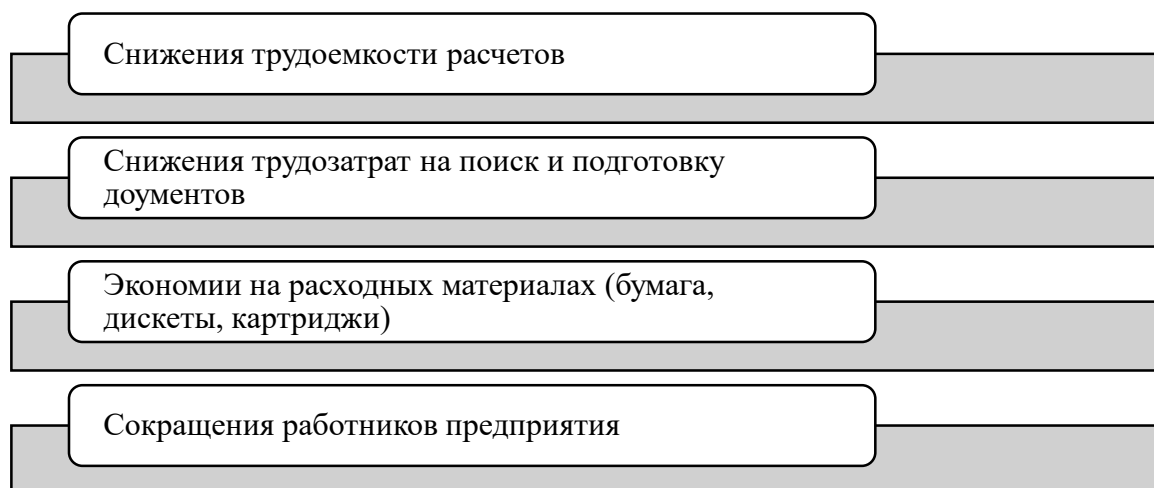 Снижения трудоемкости расчетов
Снижения трудозатрат на поиск и подготовку
доументов
Экономии на расходных материалах (бумага,
дискеты, картриджи)
Сокращения работников предприятия